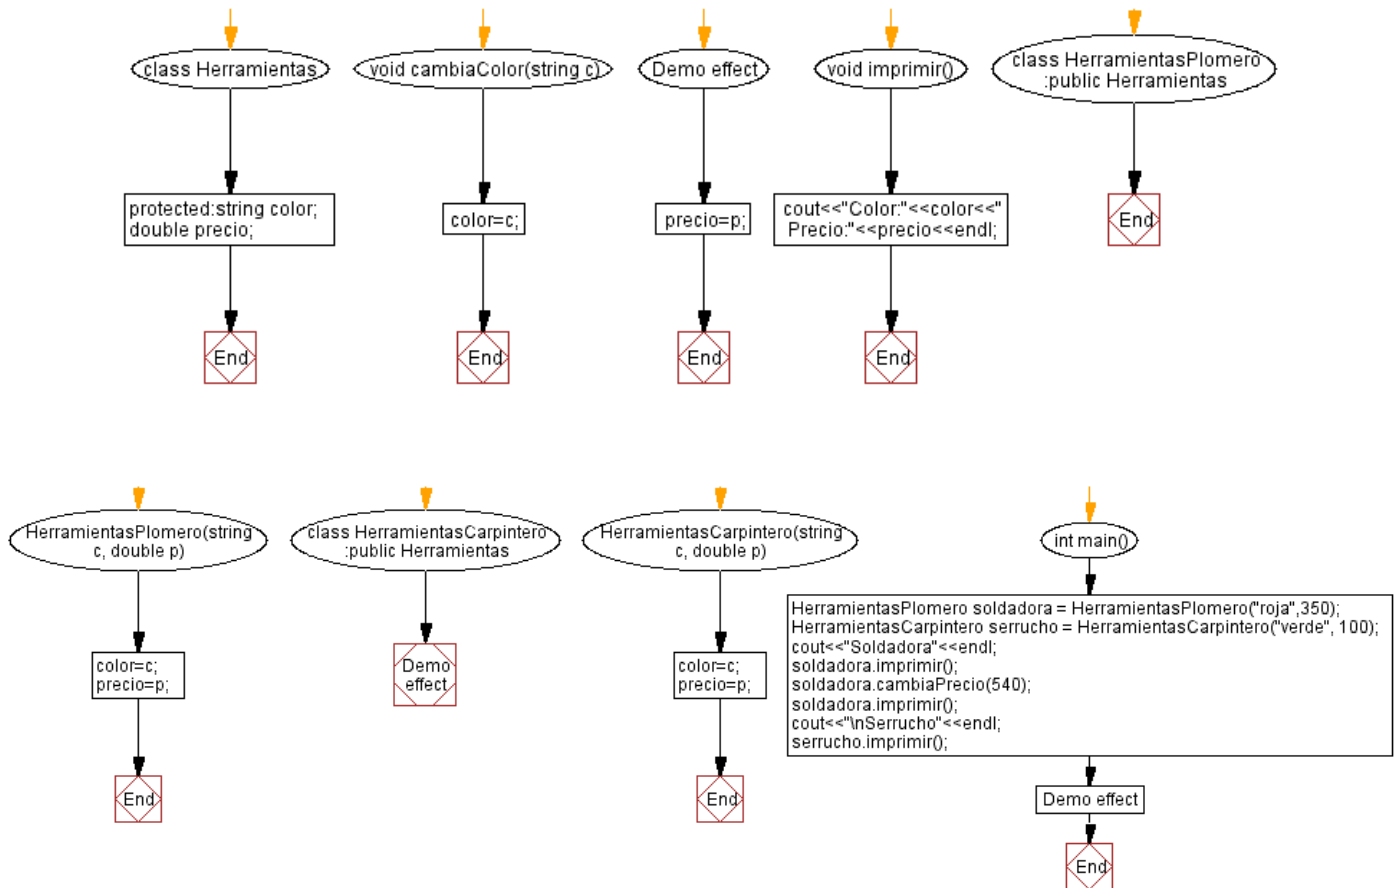 class Herramientas
void cambiaColor(string c)
Demo effect
void imprimir()
class HerramientasPlomero
:public Herramientas
protected:string color;
double precio;
color=c;
precio=p;
cout<<"Color:"<<color<<"
Precio:"<<precio<<endl;
End
End
End
End
End
HerramientasPlomero(string
c, double p)
class HerramientasCarpintero
:public Herramientas
HerramientasCarpintero(string
c, double p)
int main()
color=c;
precio=p;
Demo
effect
color=c;
precio=p;
HerramientasPlomero soldadora = HerramientasPlomero("roja",350);
HerramientasCarpintero serrucho = HerramientasCarpintero("verde", 100);
cout<<"Soldadora"<<endl;
soldadora.imprimir();
soldadora.cambiaPrecio(540);
soldadora.imprimir();
cout<<"\nSerrucho"<<endl;
serrucho.imprimir();
End
End
Demo effect
End